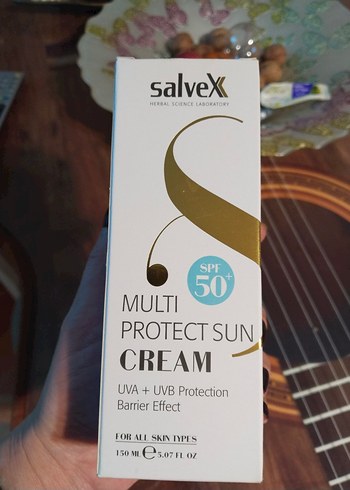 salvex
HERBAL SCIENCE LABORATORY
SPF
50+
MULTI
PROTECT SUN
CREAM
UVA + UVB Protection
Barrier Effect
FOR ALL SKIN TYPES
150 ML e 5.07 FL OZ